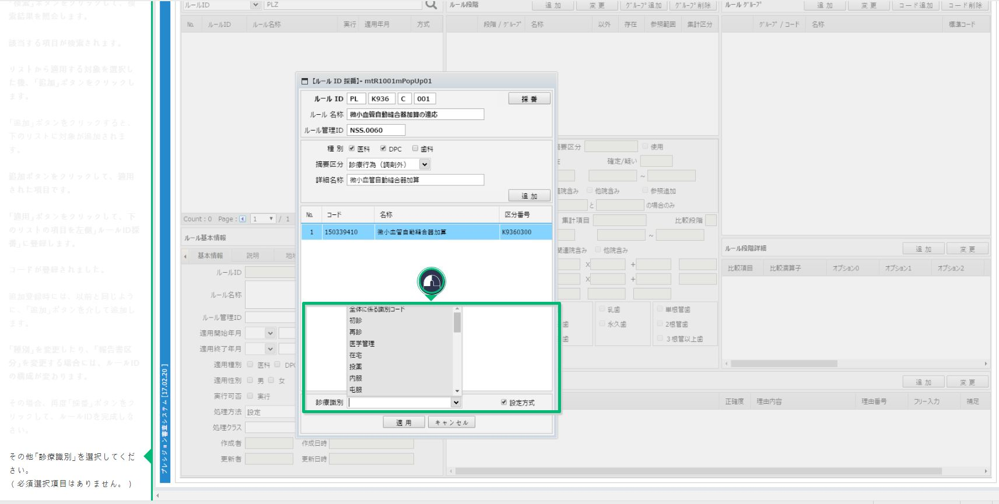 「検索」ボタンをクリックして、検
索結果を照会します。
該当する項目が検索されます。
リストから適用する対象を選択し
た後、「追加」ボタンをクリックし
ます。
「追加」ボタンをクリックすると、
下のリストに対象が追加されま
す。
追加ボタンをクリックして、適用
された項目です。
「適用」ボタンをクリックして、下
のリストの項目を左側」ルールID採
番」に登録します。
コードが登録されました。
追加登録時には、以前と同じよう
に、「追加」ボタンを介して追加し
ます。
「種別」を変更したり、「報告書区
分」を変更する場合には、ルールID
の構成が変わります。
その場合、再度「採番」ボタンをク
リックして、ルールIDを完成しな
さい。
その他「診療識別」を選択してくだ
さい。
( 必須選択項目はありません。 )
プレシジョン審査システム [17.02.20 ]
ルールID PLZ
No. ルールID ルール名称 実行 適用年月 方式
Count : 0 Page : 1 / 1
ルール段階 追 加 変 更 グループ追加 グループ削除
段階 / グループ 名称 以外 存在 参照範囲 集計区分
ルール グループ 追 加 変 更 コード追加 コード削除
グループ / コード 名称 標準コード
【ルール ID 採番】- mtR1001mPopUp01
ルール ID PL K936 C 001 採 番
ルール 名称 微小血管自動縫合器加算の適応
ルール管理ID NSS.0060
種 別 医科 DPC 歯科
摘要区分 診療行為（調剤外）
詳細名称 微小血管自動縫合器加算
追 加
No. コード 名称 区分番号
1 150339410 微小血管自動縫合器加算 K9360300
全体に係る識別コード
初診
再診
医学管理
在宅
投薬
内服
屯服
診療識別 設定方式
適 用 キャンセル
ルール基本情報
基本情報 説明
ルールID
ルール名称
ルール管理ID
適用開始年月
適用終了年月
適用種別 医科 DPC
適用性別 男 女
実行可否 実行
処理方法 設定
処理クラス
作成者 作成日時
更新者 更新日時
摘要区分 使用
確定/疑い
~
院含み 他院含み 参照追加
と の場合のみ
集計項目 比較段階
~
関連院含み 他院含み
X +
X +
歯 乳歯 単根管歯
歯 永久歯 2根管歯
歯 3根管以上歯
ルール段階詳細 追 加 変 更
比較項目 比較演算子 オプション0 オプション1 オプション2
追 加 変 更
正確度 理由内容 理由番号 フリー入力 補足